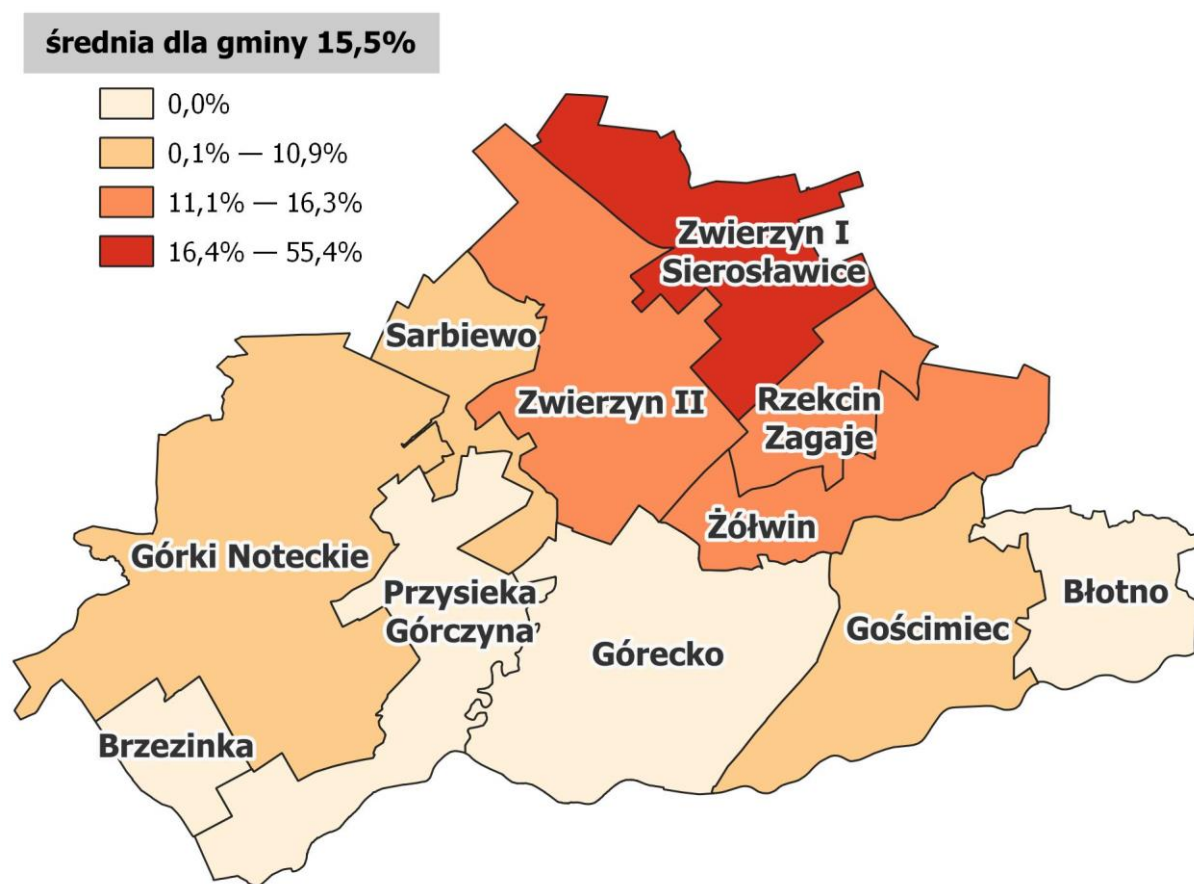 średnia dla gminy 15,5%
0,0%
0,1% — 10,9%
11,1% — 16,3%
16,4% — 55,4%
Zwierzyn I
Sierosławice
Sarbiewo
Zwierzyn II
Rzekcin
Zagaje
Żółwin
Górki Noteckie
Przysieka
Górczyna
Górecko
Gościmiec
Błotno
Brzezinka